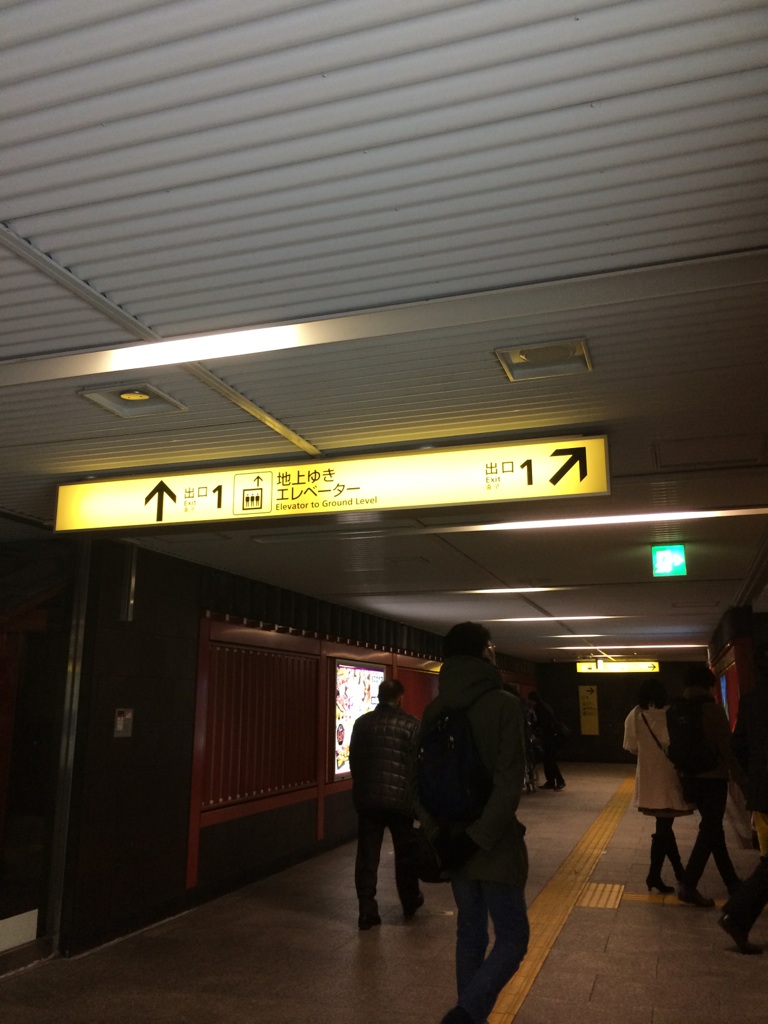 出口
Exit
1
地上ゆき
エレベーター
Elevator to Ground Level
出口
Exit
1